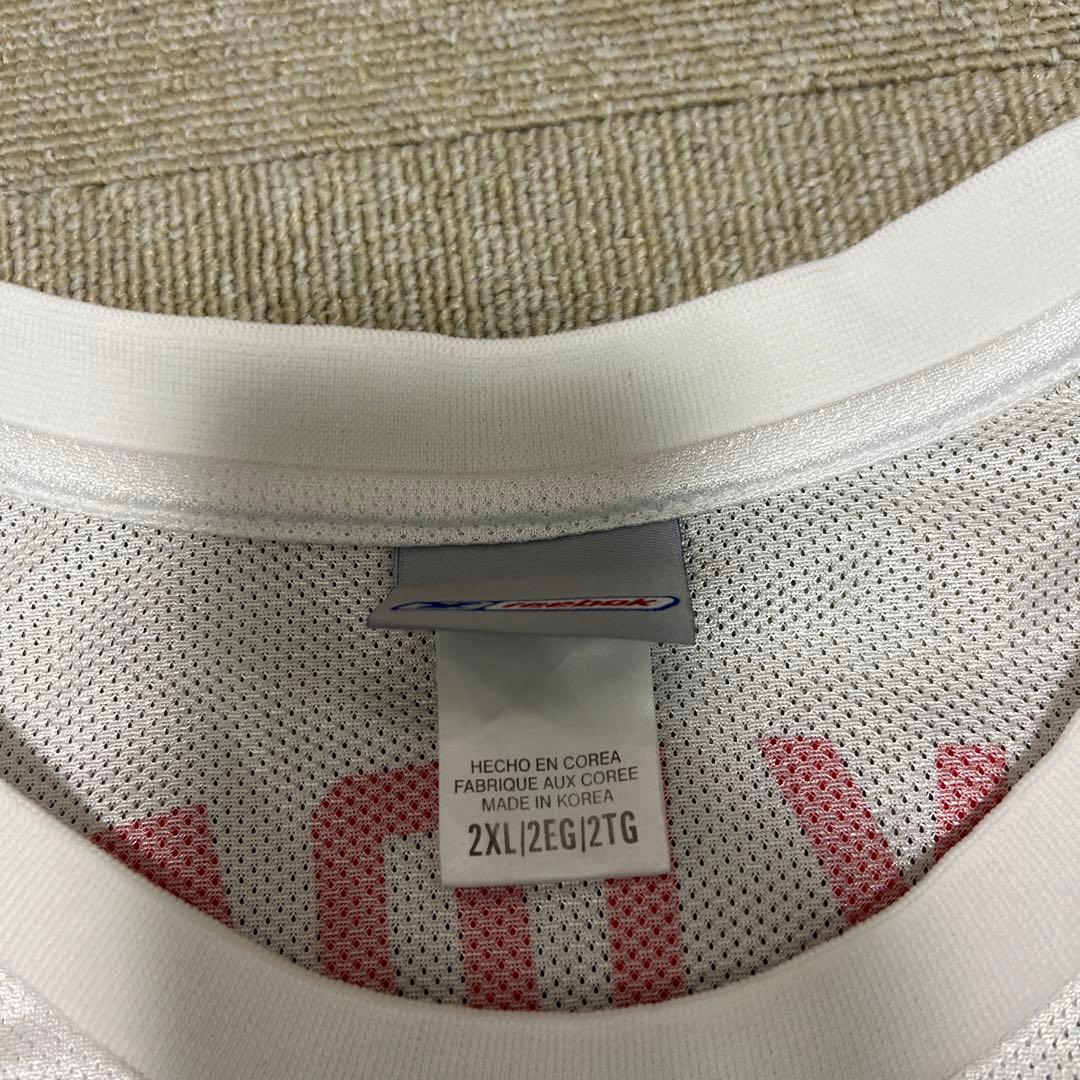 reebok
HECHO EN COREA
FABRIQUE AUX COREE
MADE IN KOREA
2XL/2EG/2TG